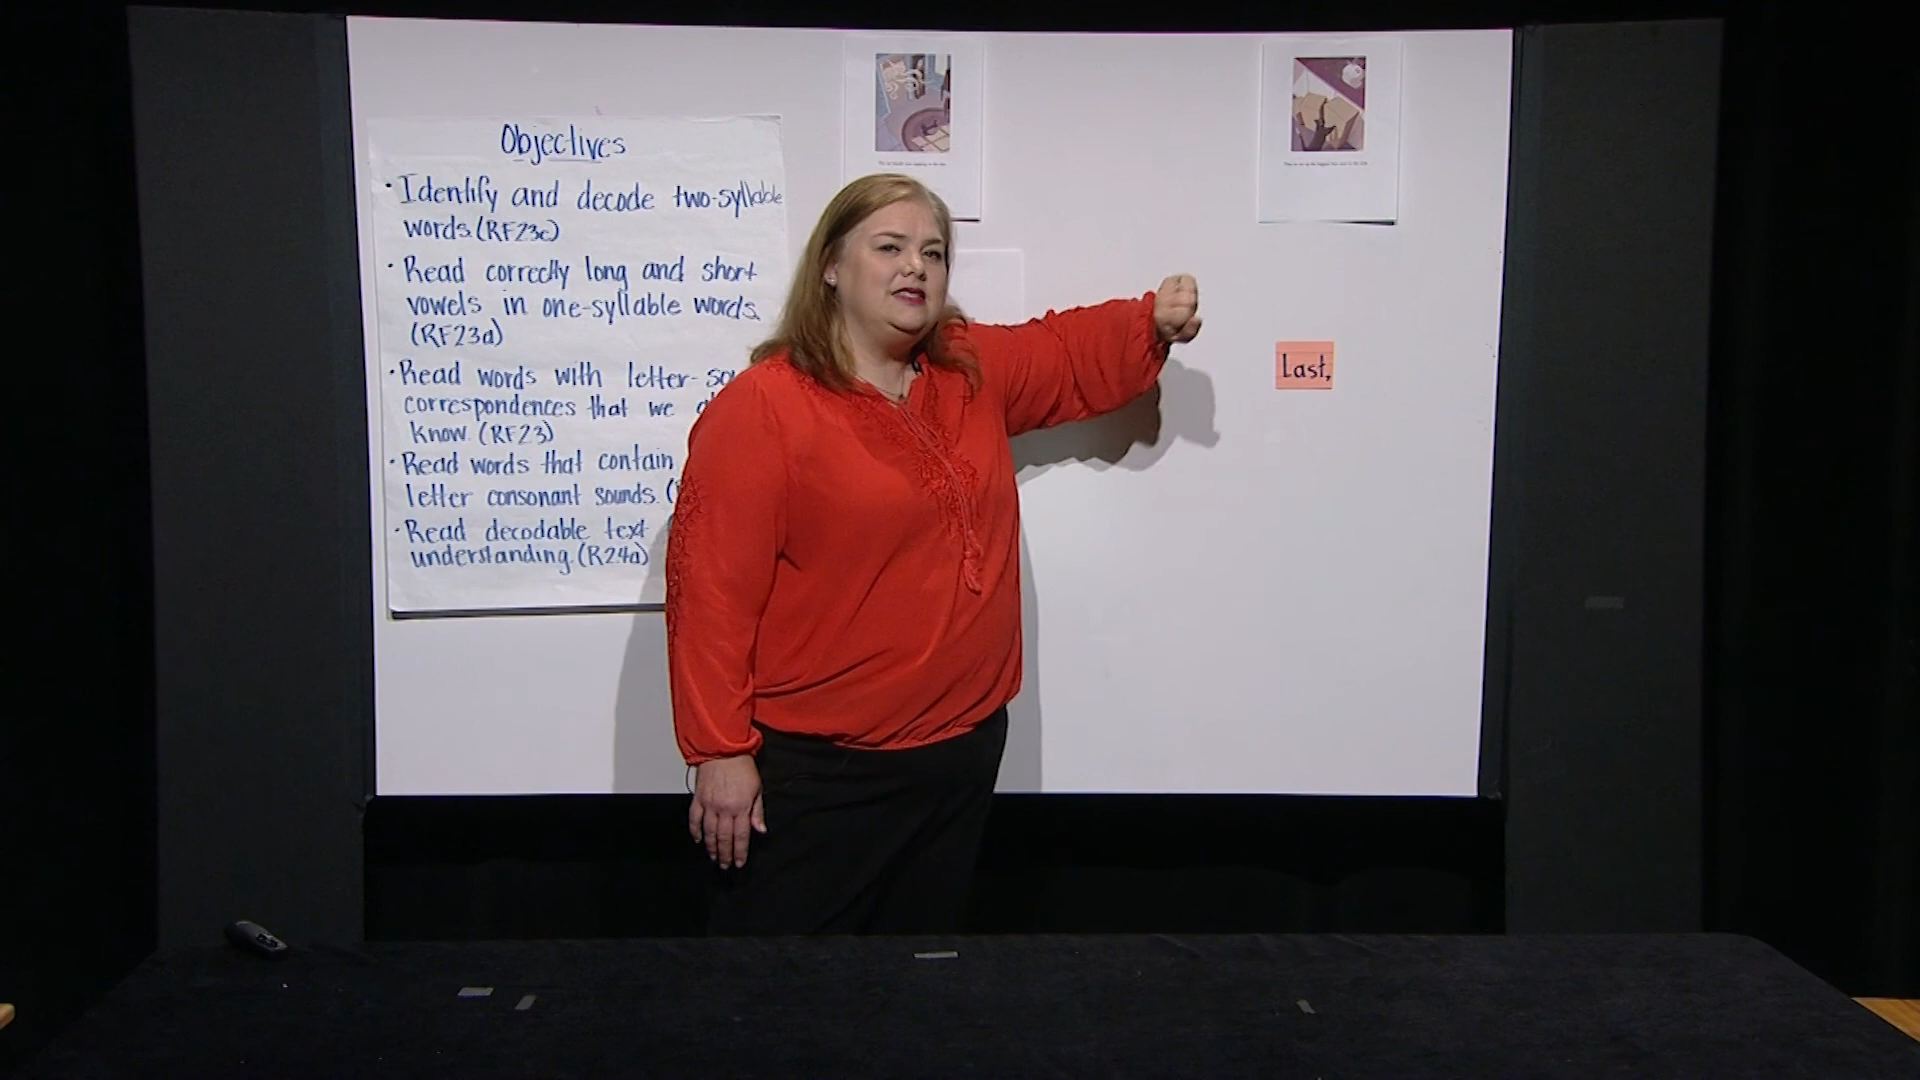 Objectives
• Identify and decode two-syllable
words. (RF23c)
• Read correctly long and short
vowels in one-syllable words.
(RF23a)
• Read words with letter-
correspondences that we
know. (RF23)
• Read words that contain
letter consonant sounds.
• Read decodable text
understanding. (R24a)
Last,